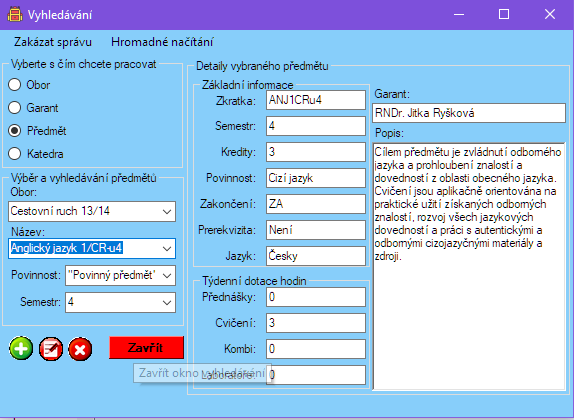 Vyhledávání
Zakázat správu Hromadné načítání
Vyberte s čím chcete pracovat
Obor
Garant
Předmět
Katedra
Výběr a vyhledávání předmětů
Obor:
Cestovní ruch 13/14
Název:
Anglický jazyk 1/CR-u4
Povinnost: "Povinný předmět"
Semestr: 4
Zavřít
Zavřít okno vyhledávání
Detaily vybraného předmětu
Základní informace
Zkratka: ANJ1CRu4
Semestr: 4
Kredity: 3
Povinnost: Cizí jazyk
Zakončení: ZA
Prerekvizita: Není
Jazyk: Česky
Týdenní dotace hodin
Přednášky: 0
Cvičení: 3
Kombi: 0
Laboratoře: 0
Garant:
RNDr. Jitka Ryšková
Popis:
Cílem předmětu je zvládnutí odborného
jazyka a prohloubení znalostí a
dovedností z oblasti obecného jazyka.
Cvičení jsou aplikačně orientována na
praktické užití získaných odborných
znalostí, rozvoj všech jazykových
dovedností a práci s autentickými a
odbornými cizojazyčnými materiály a
zdroji.